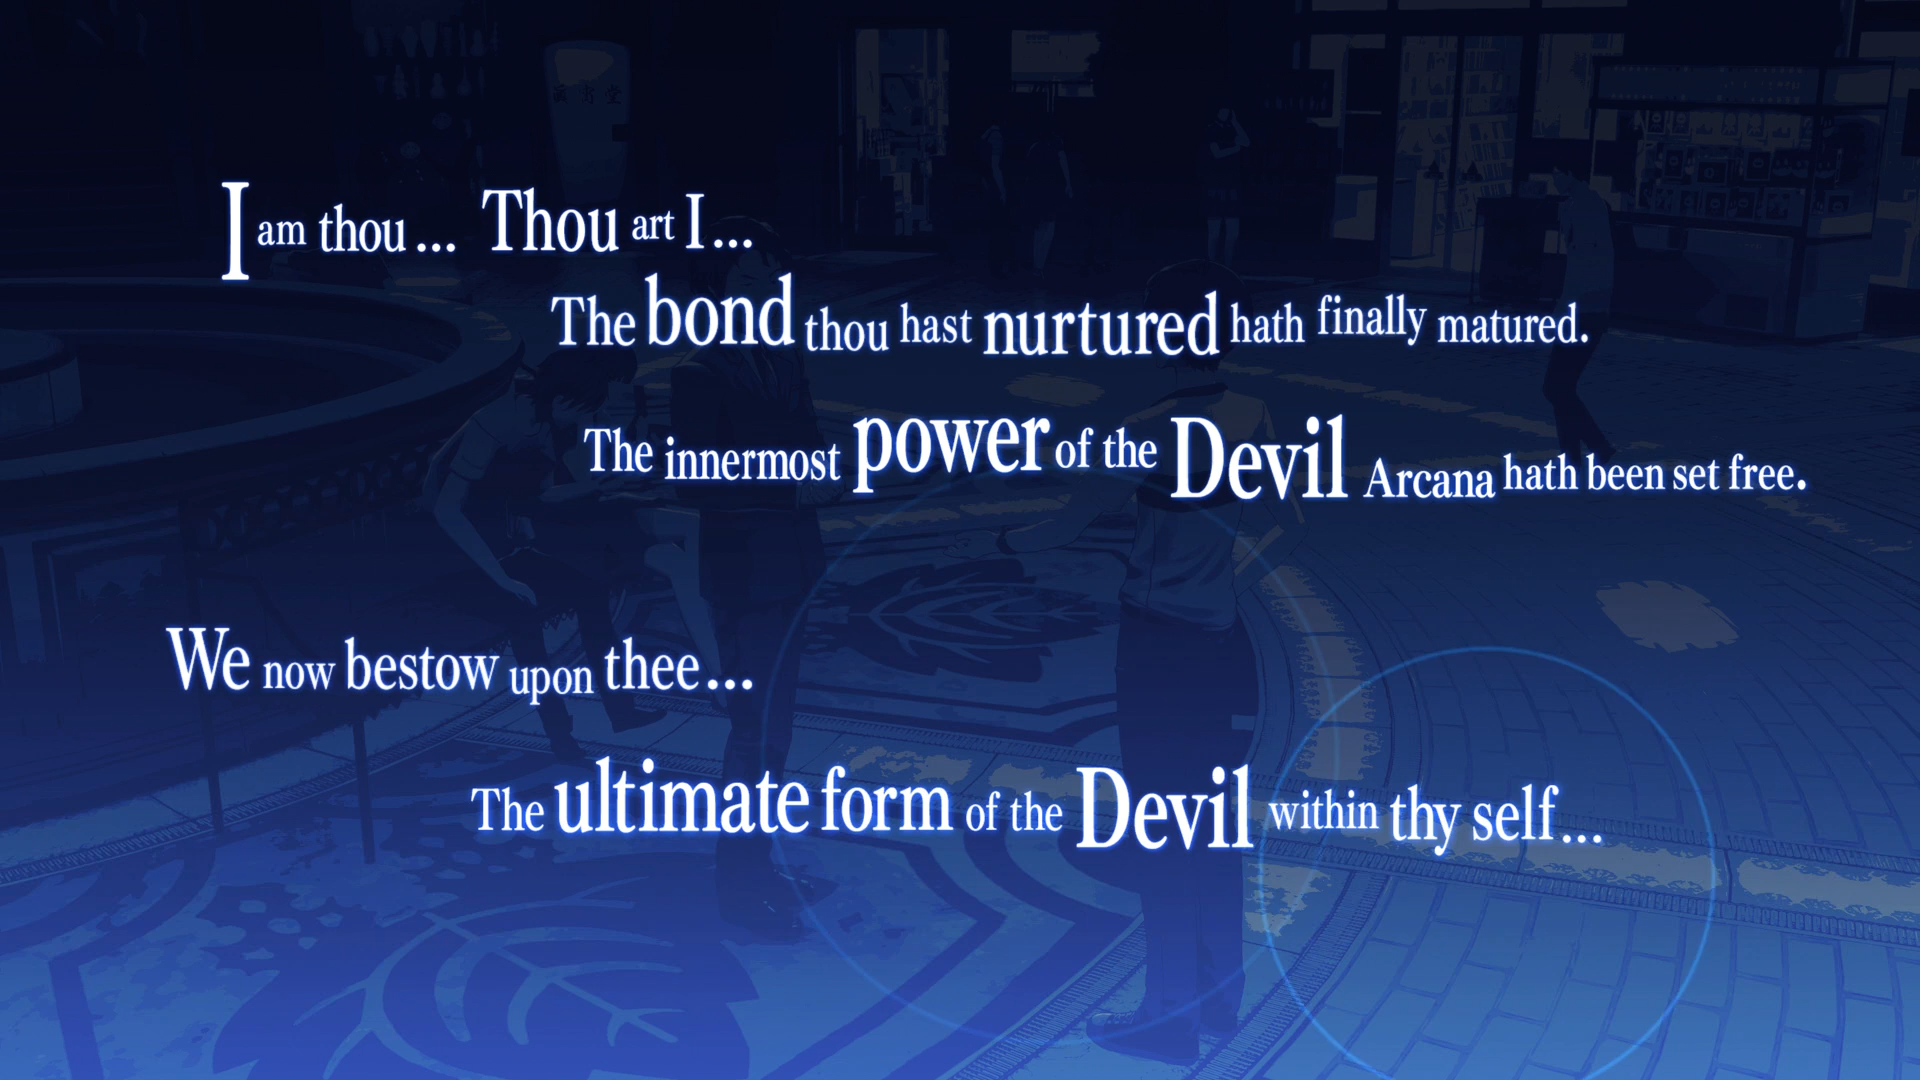 I am thou... Thou art I...
The bond thou hast nurtured hath finally matured.
The innermost power of the Devil Arcana hath been set free.
We now bestow upon thee...
The ultimate form of the Devil within thy self...